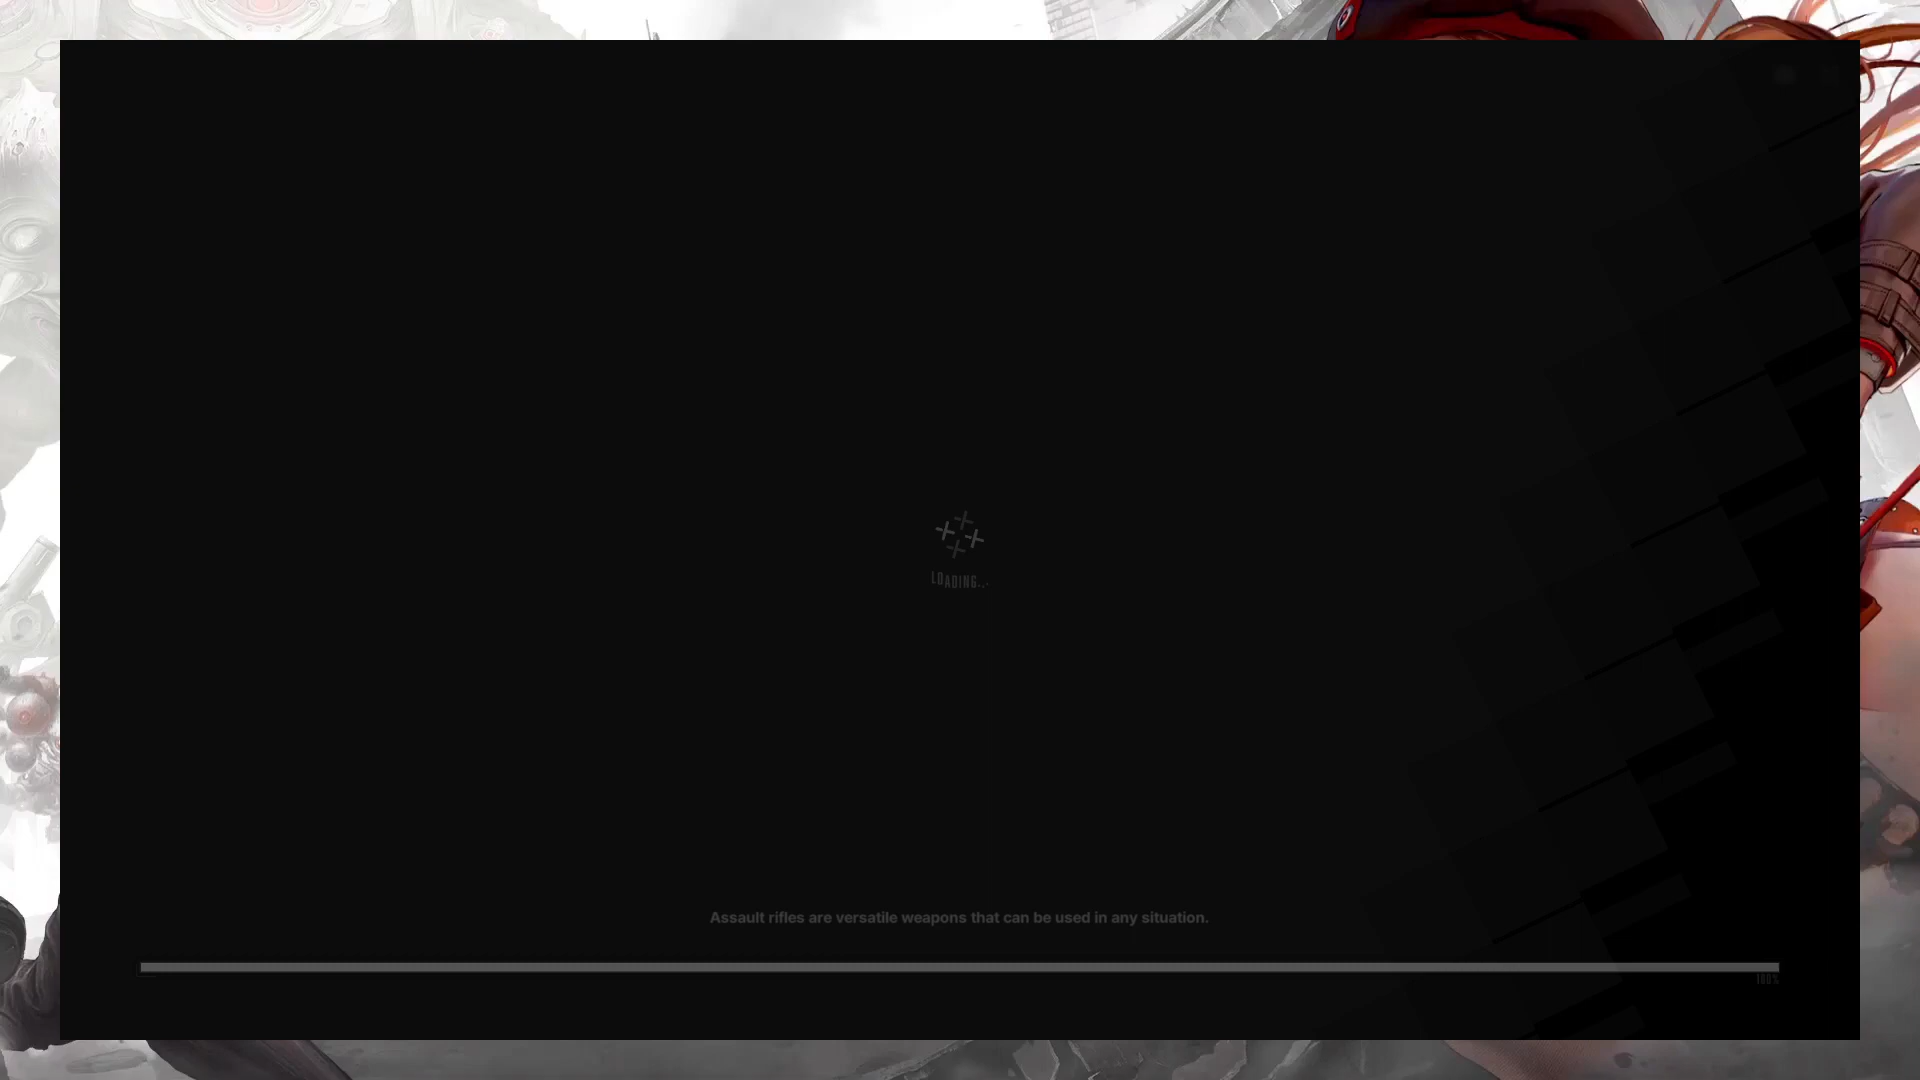 LOADING...
Assault rifles are versatile weapons that can be used in any situation.
100%